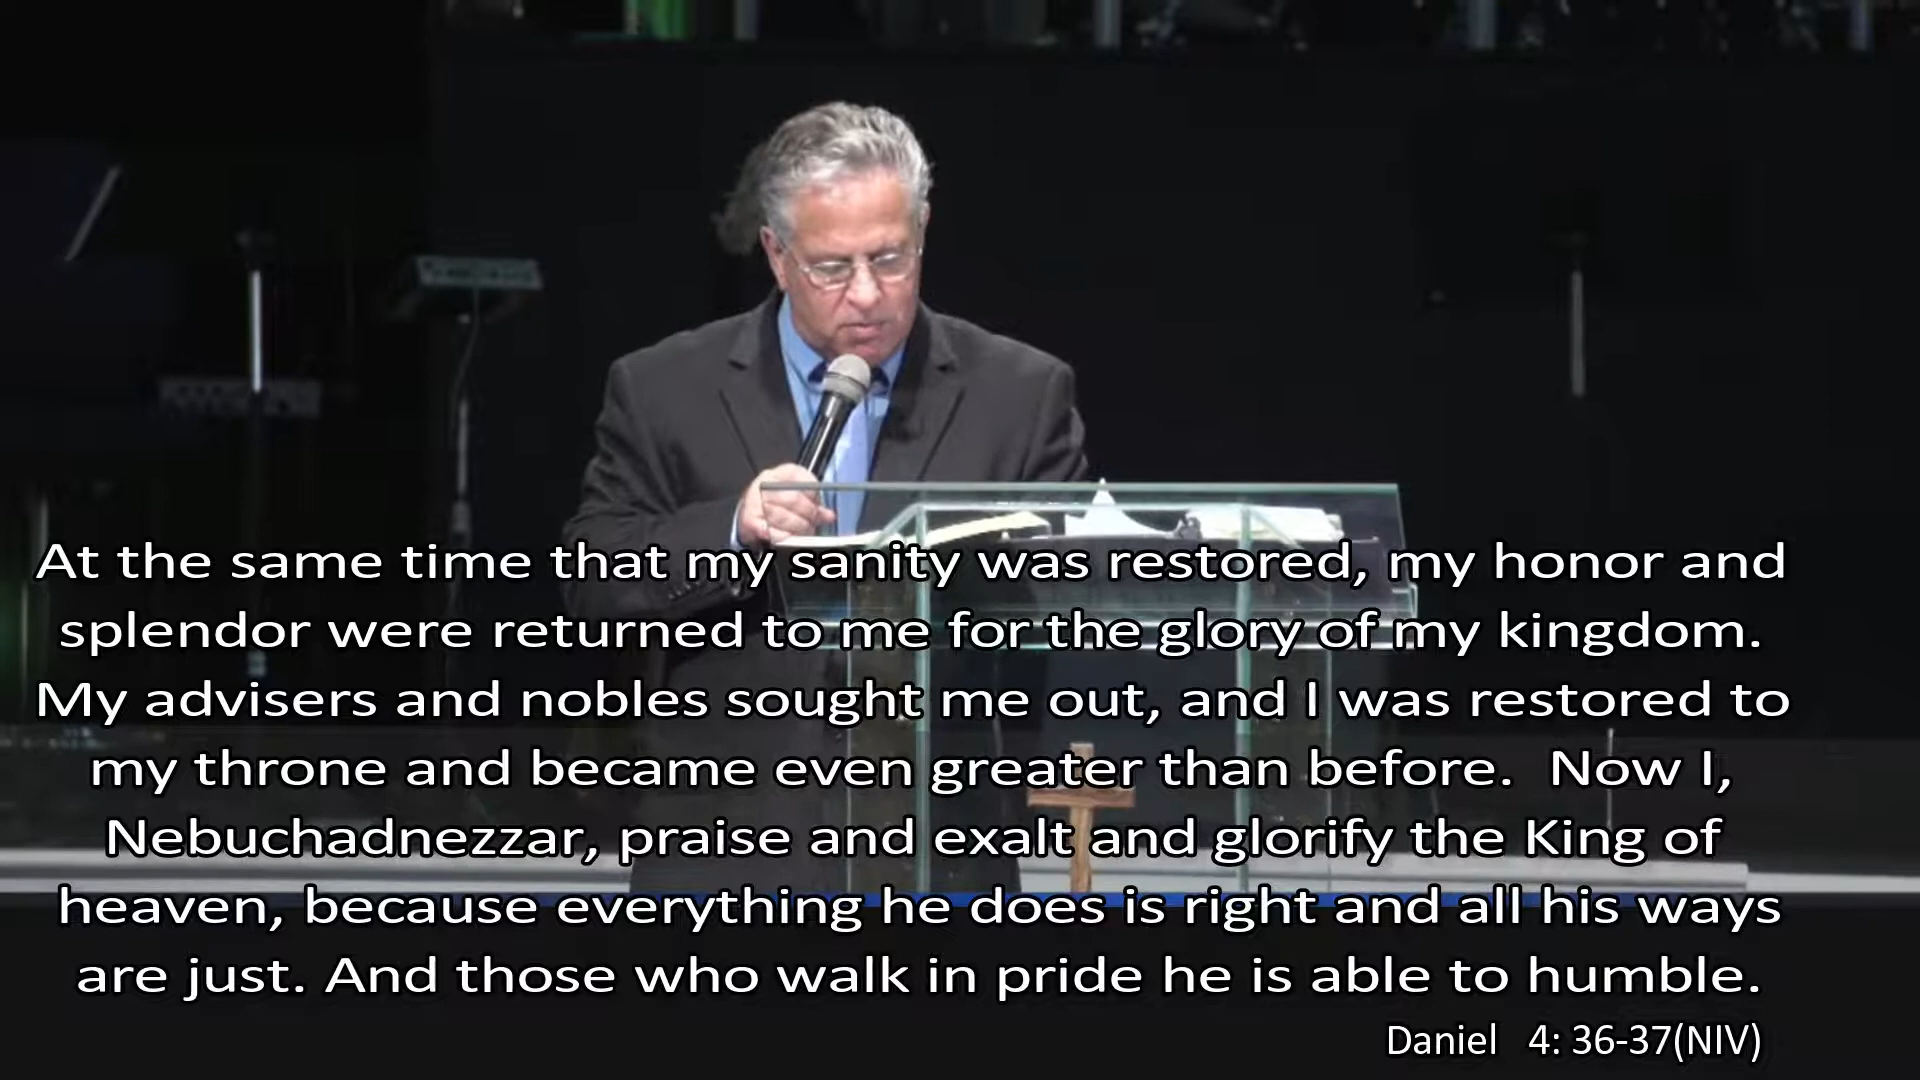 At the same time that my sanity was restored, my honor and
splendor were returned to me for the glory of my kingdom.
My advisers and nobles sought me out, and I was restored to
my throne and became even greater than before. Now I,
Nebuchadnezzar, praise and exalt and glorify the King of
heaven, because everything he does is right and all his ways
are just. And those who walk in pride he is able to humble.
Daniel 4: 36-37(NIV)